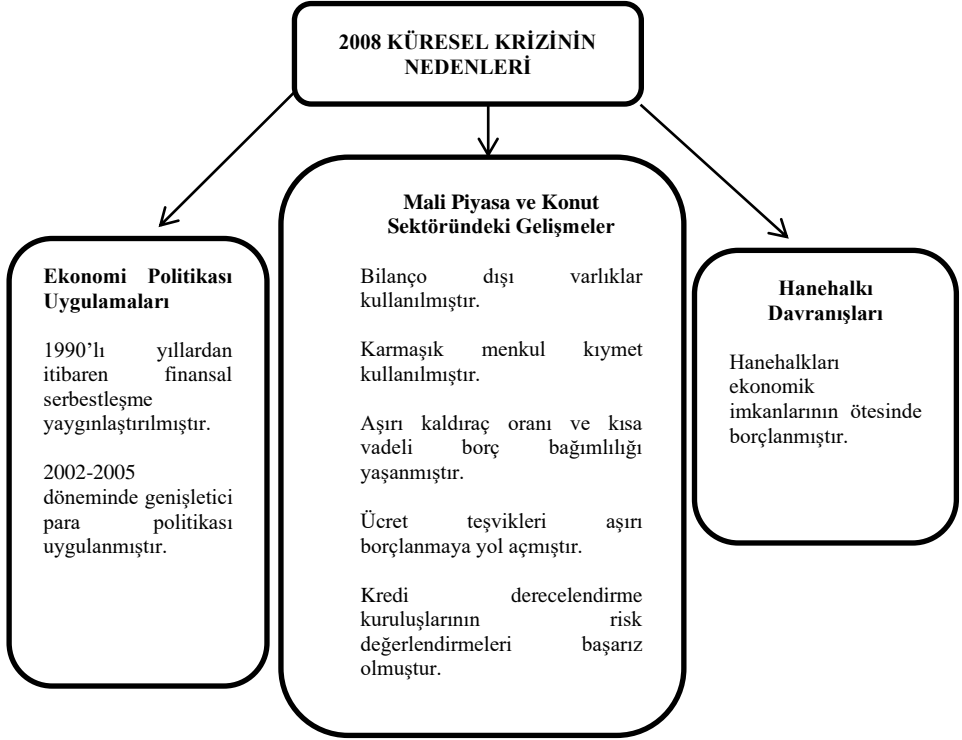 2008 KÜRESEL KRİZİNİN
NEDENLERİ
Ekonomi Politikası
Uygulamaları
1990’lı yıllardan
itibaren finansal
serbestleşme
yaygınlaştırılmıştır.
2002-2005
döneminde genişletici
para politikası
uygulanmıştır.
Mali Piyasa ve Konut
Sektöründeki Gelişmeler
Bilanço dışı varlıklar
kullanılmıştır.
Karmaşık menkul kıymet
kullanılmıştır.
Aşırı kaldıraç oranı ve kısa
vadeli borç bağımlılığı
yaşanmıştır.
Ücret teşvikleri aşırı
borçlanmaya yol açmıştır.
Kredi derecelendirme
kuruluşlarının risk
değerlendirmeleri başarız
olmuştur.
Hanehalkı
Davranışları
Hanehalkları
ekonomik
imkanlarının ötesinde
borçlanmıştır.